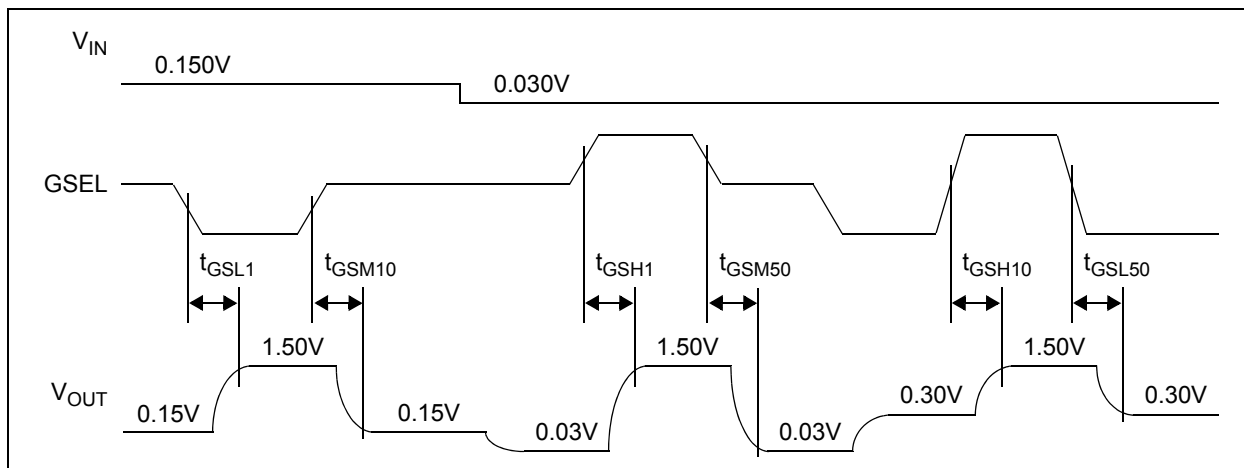 V_IN
0.150V
0.030V
GSEL
t_GSL1 t_GSM10 t_GSH1 t_GSM50 t_GSH10 t_GSL50
1.50V 1.50V 1.50V
V_OUT
0.15V 0.15V 0.03V 0.03V 0.30V 0.30V